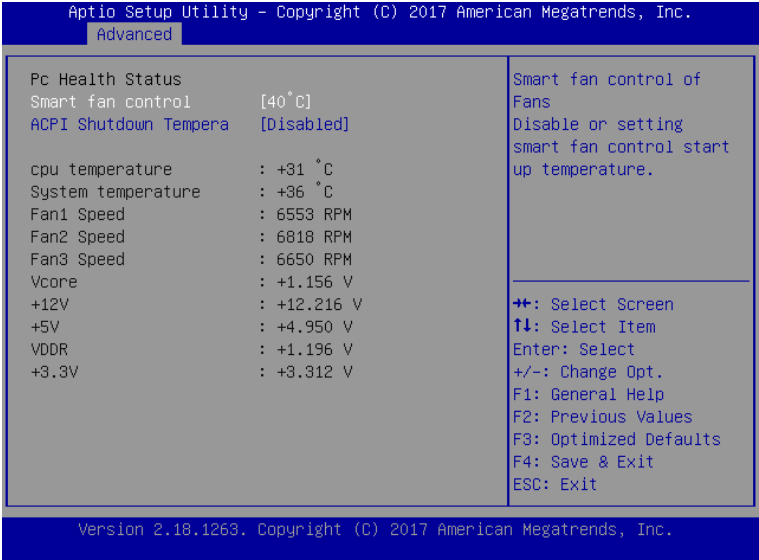 Aptio Setup Utility – Copyright (C) 2017 American Megatrends, Inc.
Advanced
Pc Health Status
Smart fan control [40°C]
ACPI Shutdown Tempera [Disabled]
cpu temperature : +31 °C
System temperature : +36 °C
Fan1 Speed : 6553 RPM
Fan2 Speed : 6818 RPM
Fan3 Speed : 6650 RPM
Vcore : +1.156 V
+12V : +12.216 V
+5V : +4.950 V
VDDR : +1.196 V
+3.3V : +3.312 V
Smart fan control of
Fans
Disable or setting
smart fan control start
up temperature.
→←: Select Screen
↑↓: Select Item
Enter: Select
+/-: Change Opt.
F1: General Help
F2: Previous Values
F3: Optimized Defaults
F4: Save & Exit
ESC: Exit
Version 2.18.1263. Copyright (C) 2017 American Megatrends, Inc.